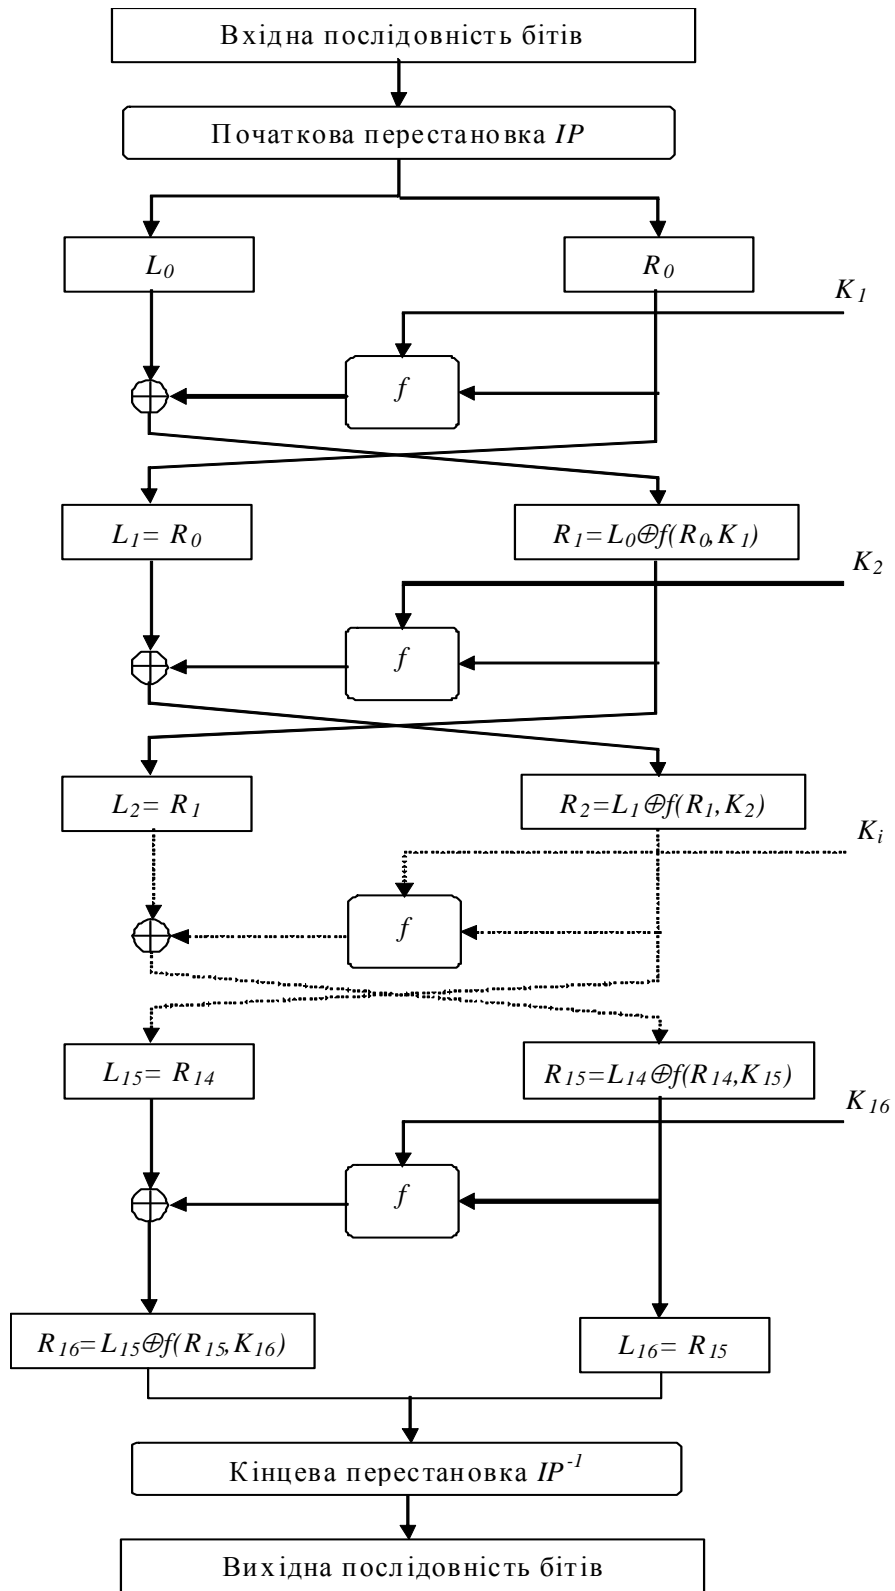 Вхідна послідовність бітів
Початкова перестановка IP
L₀
R₀
K₁
f
L₁= R₀
R₁=L₀⊕f(R₀,K₁)
K₂
f
L₂= R₁
R₂=L₁⊕f(R₁,K₂)
Kᵢ
f
L₁₅= R₁₄
R₁₅=L₁₄⊕f(R₁₄,K₁₅)
K₁₆
f
R₁₆=L₁₅⊕f(R₁₅,K₁₆)
L₁₆= R₁₅
Кінцева перестановка IP⁻¹
Вихідна послідовність бітів